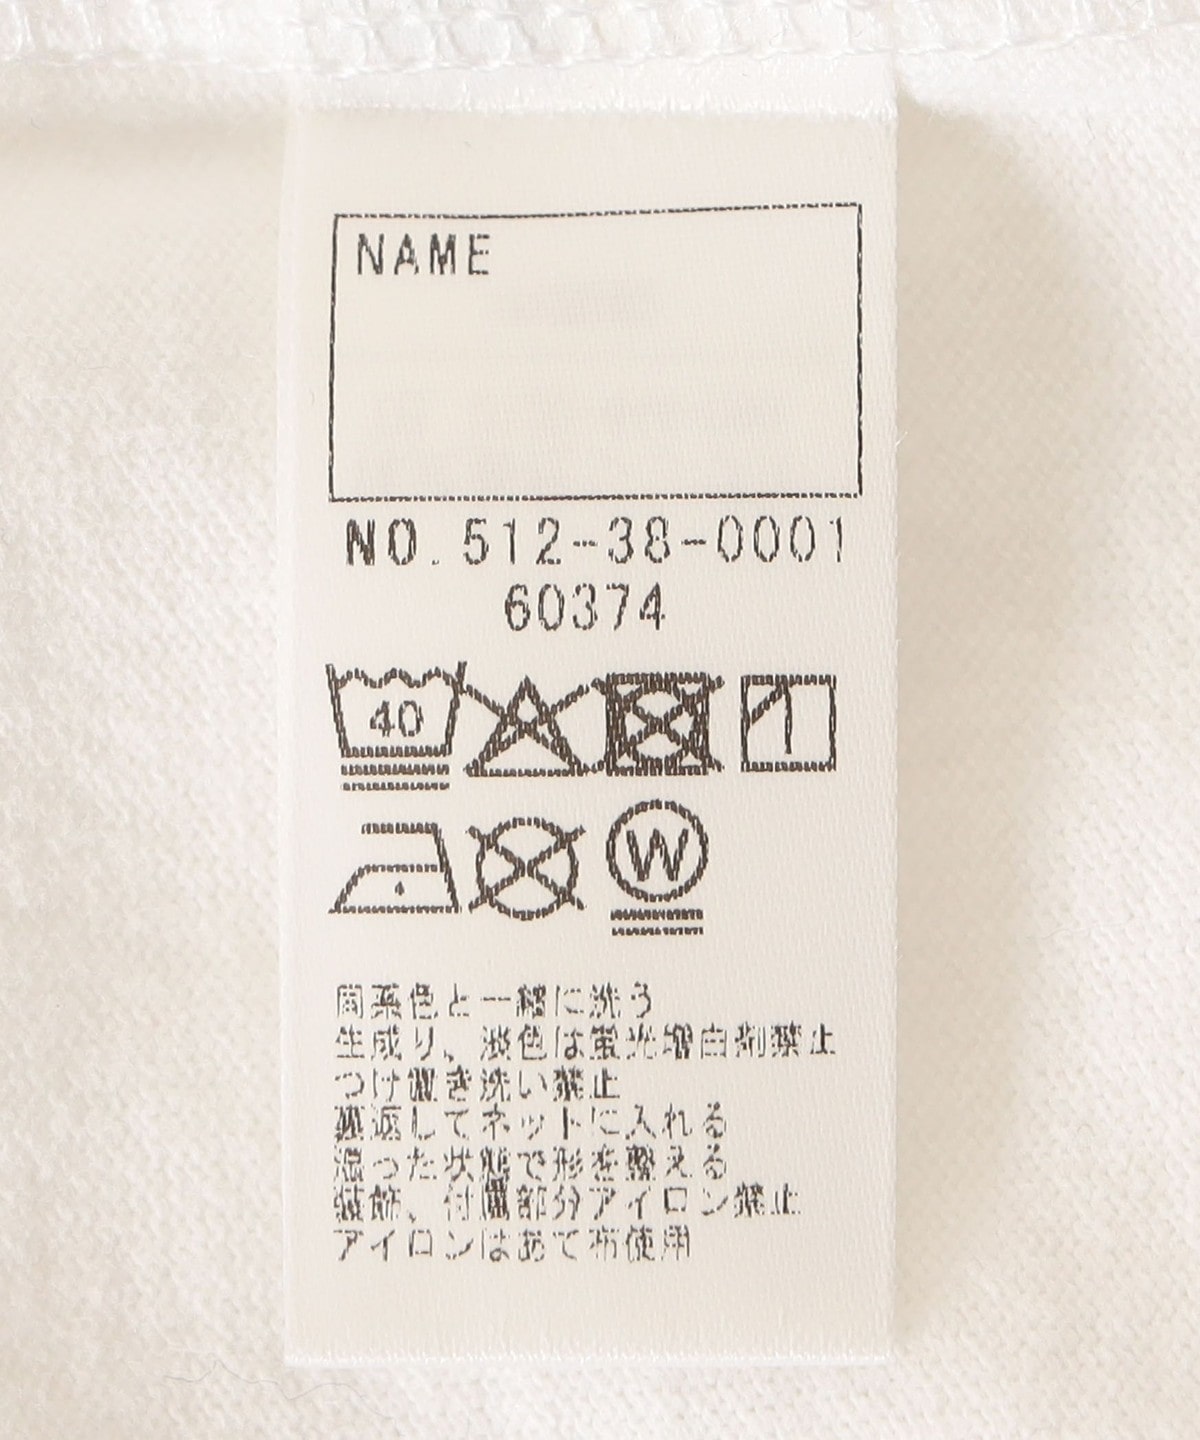 NAME
NO.512-38-0001
60374
40
W
同系色と一緒に洗う
生成り、淡色は蛍光増白剤禁止
つけ置き洗い禁止
裏返してネットに入れる
湿った状態で形を整える
装飾、付属部分アイロン禁止
アイロンはあて布使用